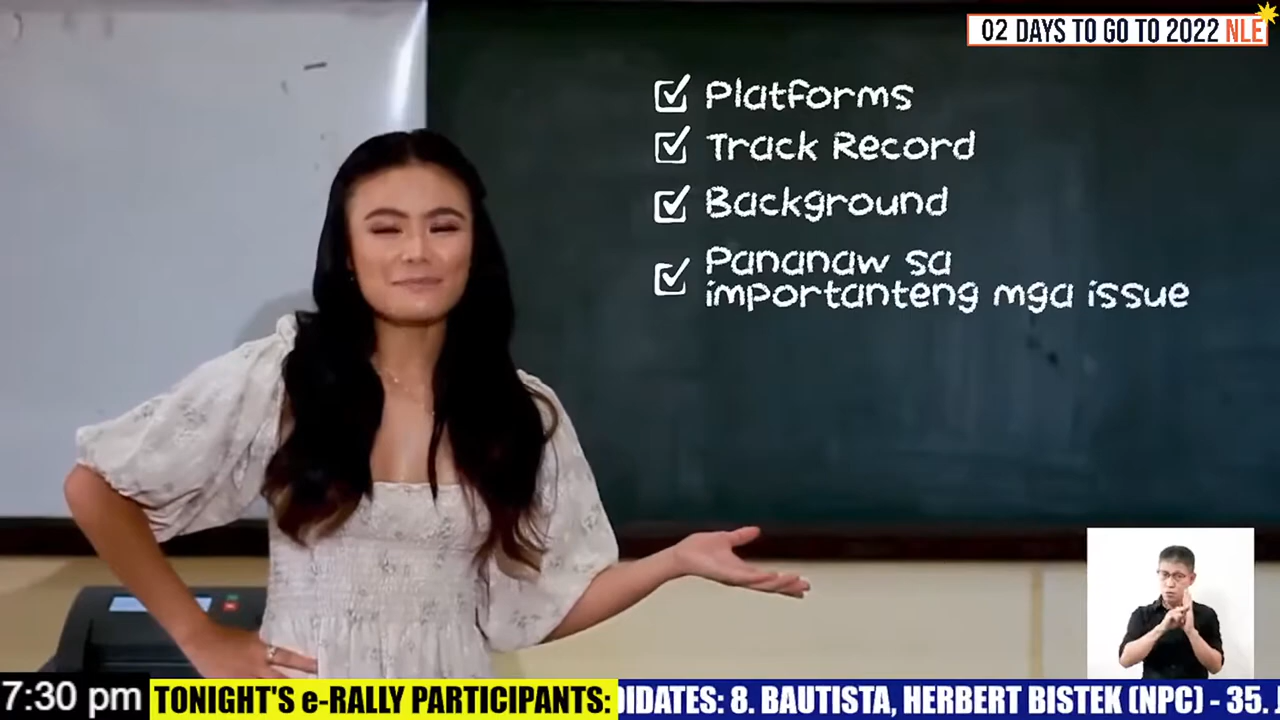 02 DAYS TO GO TO 2022 NLE
Platforms
Track Record
Background
Pananaw sa
importanteng mga issue
7:30 pm
TONIGHT'S e-RALLY PARTICIPANTS:
DIDATES: 8. BAUTISTA, HERBERT BISTEK (NPC) - 35.